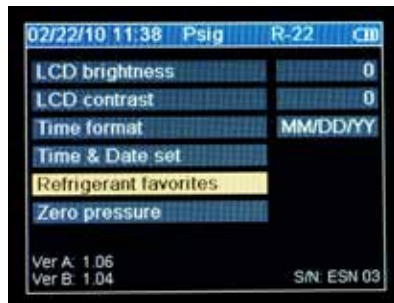 02/22/10 11:38 Psig R-22
LCD brightness 0
LCD contrast 0
Time format MM/DD/YY
Time & Date set
Refrigerant favorites
Zero pressure
Ver A: 1.06
Ver B: 1.04 S/N: ESN 03